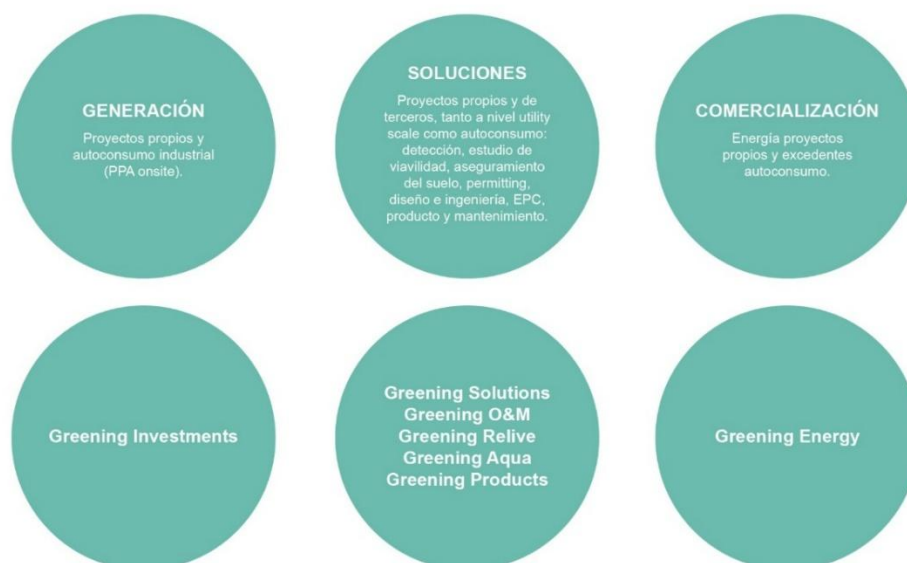 GENERACIÓN
Proyectos propios y
autoconsumo industrial
(PPA onsite).
SOLUCIONES
Proyectos propios y de
terceros, tanto a nivel utility
scale como autoconsumo:
detección, estudio de
viavilidad, aseguramiento
del suelo, permitting,
diseño e ingeniería, EPC,
producto y mantenimiento.
COMERCIALIZACIÓN
Energía proyectos
propios y excedentes
autoconsumo.
Greening Investments
Greening Solutions
Greening O&M
Greening Relive
Greening Aqua
Greening Products
Greening Energy